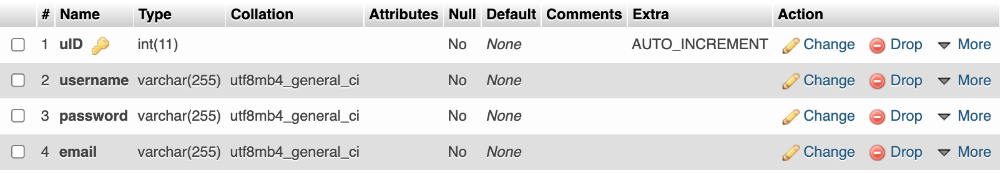 # Name Type Collation Attributes Null Default Comments Extra Action
1 uID int(11) No None AUTO_INCREMENT Change Drop More
2 username varchar(255) utf8mb4_general_ci No None Change Drop More
3 password varchar(255) utf8mb4_general_ci No None Change Drop More
4 email varchar(255) utf8mb4_general_ci No None Change Drop More